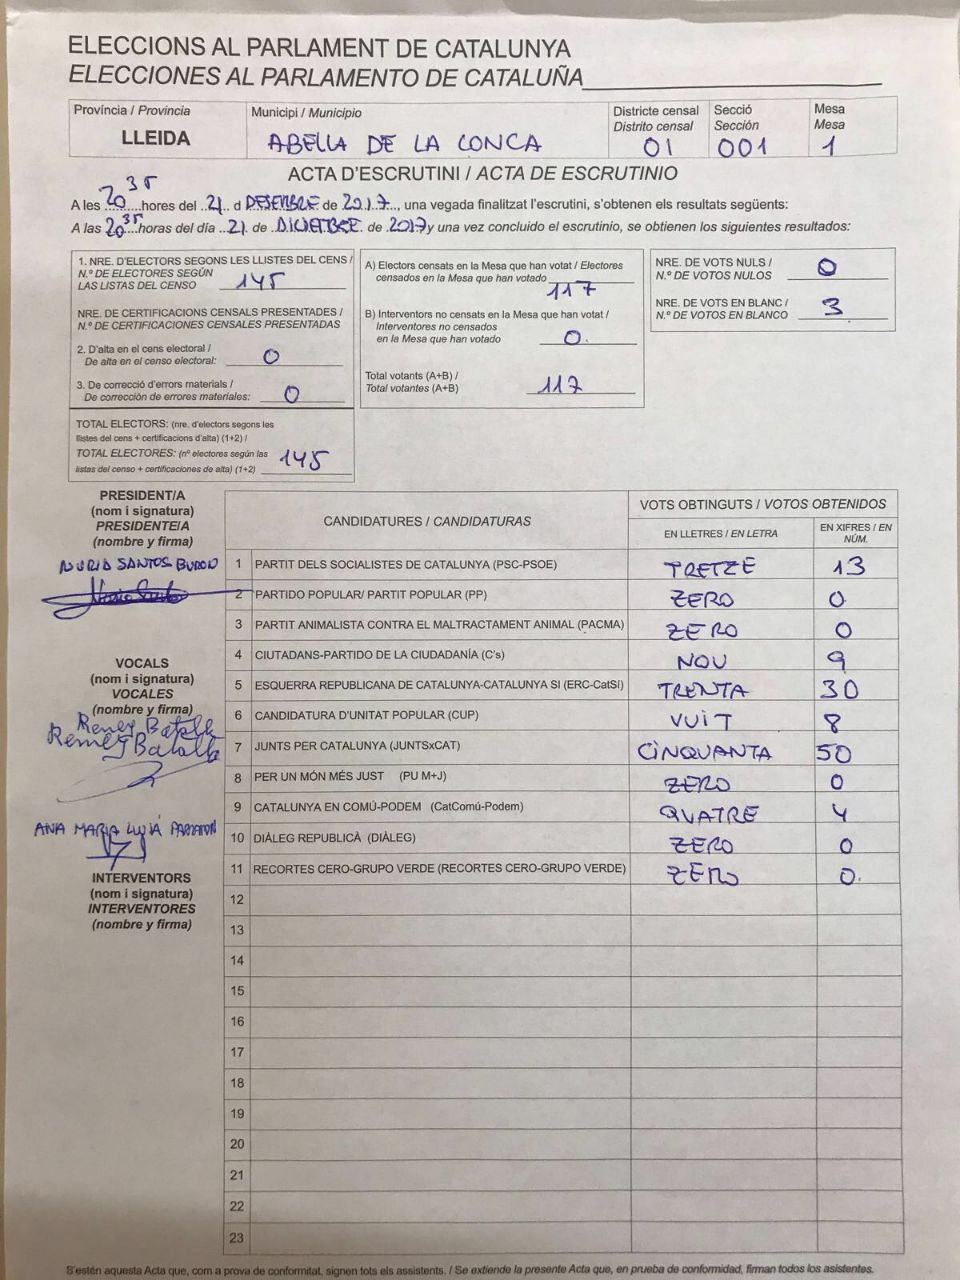 ELECCIONS AL PARLAMENT DE CATALUNYA
ELECCIONES AL PARLAMENTO DE CATALUÑA
Província / Provincia
LLEIDA
Municipi / Municipio
ABELLA DE LA CONCA
Districte censal
Distrito censal
01
Secció
Sección
001
Mesa
Mesa
1
ACTA D'ESCRUTINI / ACTA DE ESCRUTINIO
A les 20 35 hores del 21 d DESEMBRE de 2017, una vegada finalitzat l'escrutini, s'obtenen els resultats següents:
A las 20 35 horas del día 21 de DICIEMBRE de 2017 y una vez concluido el escrutinio, se obtienen los siguientes resultados:
1. NRE. D'ELECTORS SEGONS LES LLISTES DEL CENS /
N.º DE ELECTORES SEGÚN
LAS LISTAS DEL CENSO 145
NRE. DE CERTIFICACIONS CENSALS PRESENTADES /
N.º DE CERTIFICACIONES CENSALES PRESENTADAS
2. D'alta en el cens electoral /
De alta en el censo electoral: 0
3. De correcció d'errors materials /
De corrección de errores materiales: 0
TOTAL ELECTORS: (nre. d'electors segons les
llistes del cens + certificacions d'alta) (1+2) /
TOTAL ELECTORES: (nº electores según las
listas del censo + certificaciones de alta) (1+2) 145
A) Electors censats en la Mesa que han votat / Electores
censados en la Mesa que han votado 117
B) Interventors no censats en la Mesa que han votat /
Interventores no censados
en la Mesa que han votado 0.
Total votants (A+B) /
Total votantes (A+B) 117
NRE. DE VOTS NULS /
N.º DE VOTOS NULOS 0
NRE. DE VOTS EN BLANC /
N.º DE VOTOS EN BLANCO 3
PRESIDENT/A
(nom i signatura)
PRESIDENTE/A
(nombre y firma)
NURIA SANTOS
VOCALS
(nom i signatura)
VOCALES
(nombre y firma)
Remey Batalla
Remey Batalla
ANA MARIA
INTERVENTORS
(nom i signatura)
INTERVENTORES
(nombre y firma)
CANDIDATURES / CANDIDATURAS
VOTS OBTINGUTS / VOTOS OBTENIDOS
EN LLETRES / EN LETRA
EN XIFRES / EN NÚM.
1 PARTIT DELS SOCIALISTES DE CATALUNYA (PSC-PSOE) TRETZE 13
2 PARTIDO POPULAR/ PARTIT POPULAR (PP) ZERO 0
3 PARTIT ANIMALISTA CONTRA EL MALTRACTAMENT ANIMAL (PACMA) ZERO 0
4 CIUTADANS-PARTIDO DE LA CIUDADANÍA (C's) NOU 9
5 ESQUERRA REPUBLICANA DE CATALUNYA-CATALUNYA SÍ (ERC-CatSí) TRENTA 30
6 CANDIDATURA D'UNITAT POPULAR (CUP) VUIT 8
7 JUNTS PER CATALUNYA (JUNTSxCAT) CINQUANTA 50
8 PER UN MÓN MÉS JUST (PU M+J) ZERO 0
9 CATALUNYA EN COMÚ-PODEM (CatComú-Podem) QUATRE 4
10 DIÀLEG REPUBLICÀ (DIÀLEG) ZERO 0
11 RECORTES CERO-GRUPO VERDE (RECORTES CERO-GRUPO VERDE) ZERO 0.
12
13
14
15
16
17
18
19
20
21
22
23
S'estén aquesta Acta que, com a prova de conformitat, signen tots els assistents. / Se extiende la presente Acta que, en prueba de conformidad, firman todos los asistentes.